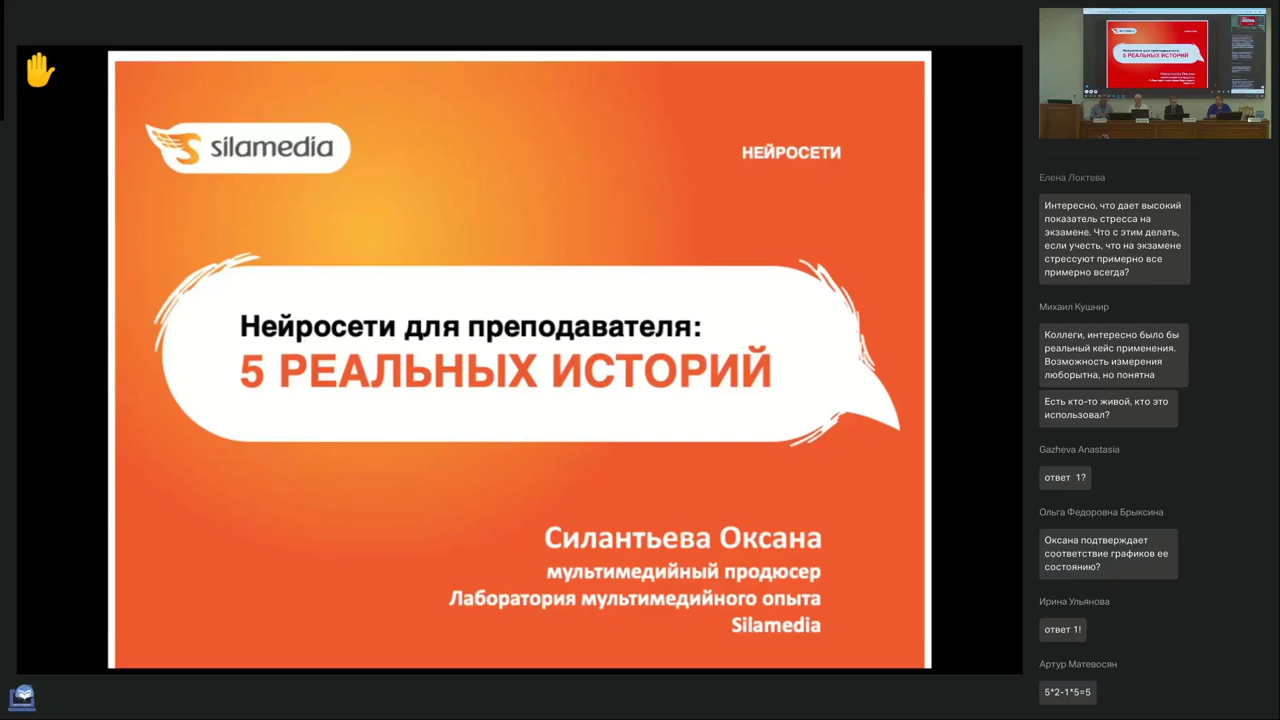 silamedia
НЕЙРОСЕТИ
Нейросети для преподавателя:
5 РЕАЛЬНЫХ ИСТОРИЙ
Силантьева Оксана
мультимедийный продюсер
Лаборатория мультимедийного опыта
Silamedia
5 РЕАЛЬНЫХ ИСТОРИЙ
Елена Локтева
Интересно, что дает высокий
показатель стресса на
экзамене. Что с этим делать,
если учесть, что на экзамене
стрессуют примерно все
примерно всегда?
Михаил Кушнир
Коллеги, интересно было бы
реальный кейс применения.
Возможность измерения
люборытна, но понятна
Есть кто-то живой, кто это
использовал?
Gazheva Anastasia
ответ 1?
Ольга Федоровна Брыксина
Оксана подтверждает
соответствие графиков ее
состоянию?
Ирина Ульянова
ответ 1!
Артур Матевосян
5*2-1*5=5